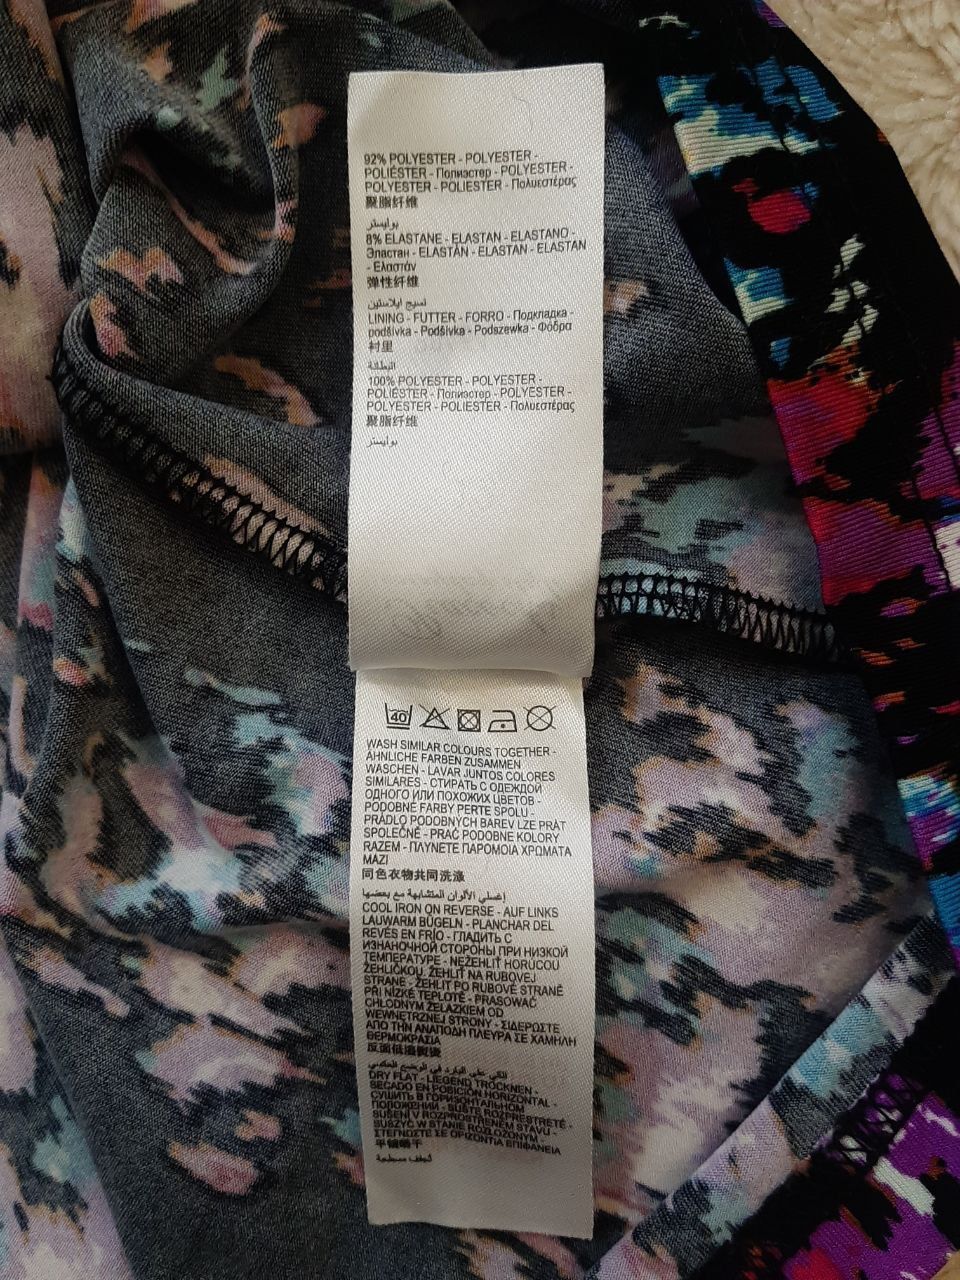 92% POLYESTER - POLYESTER -
POLIÉSTER - Полиэстер - POLYESTER -
POLYESTER - POLIESTER - Πολυεστέρας
聚脂纤维
بوليستر
8% ELASTANE - ELASTAN - ELASTANO -
Эластан - ELASTÁN - ELASTAN - ELASTAN
- Ελαστάν
弹性纤维
نسيج ايلاستين
LINING - FUTTER - FORRO - Подкладка -
podšívka - Podšívka - Podszewka - Φόδρα
衬里
البطانة
100% POLYESTER - POLYESTER -
POLIÉSTER - Полиэстер - POLYESTER -
POLYESTER - POLIESTER - Πολυεστέρας
聚脂纤维
بوليستر
40
WASH SIMILAR COLOURS TOGETHER -
ÄHNLICHE FARBEN ZUSAMMEN
WASCHEN - LAVAR JUNTOS COLORES
SIMILARES - СТИРАТЬ С ОДЕЖДОЙ
ОДНОГО ИЛИ ПОХОЖИХ ЦВЕТОВ -
PODOBNÉ FARBY PERTE SPOLU -
PRÁDLO PODOBNÝCH BAREV LZE PRÁT
SPOLEČNĚ - PRAĆ PODOBNE KOLORY
RAZEM - ΠΛΥΝΕΤΕ ΠΑΡΟΜΟΙΑ ΧΡΩΜΑΤΑ
ΜΑΖΙ
同色衣物共同洗涤
إغسلي الألوان المتشابهة مع بعضها
COOL IRON ON REVERSE - AUF LINKS
LAUWARM BÜGELN - PLANCHAR DEL
REVÉS EN FRÍO - ГЛАДИТЬ С
ИЗНАНОЧНОЙ СТОРОНЫ ПРИ НИЗКОЙ
ТЕМПЕРАТУРЕ - NEŽEHLIŤ HORÚCOU
ŽEHLIČKOU, ŽEHLIŤ NA RUBOVEJ
STRANE - ŽEHLIT PO RUBOVÉ STRANĚ
PŘI NÍZKÉ TEPLOTĚ - PRASOWAĆ
CHŁODNYM ŻELAZKIEM OD
WEWNĘTRZNEJ STRONY - ΣΙΔΕΡΩΣΤΕ
ΑΠΟ ΤΗΝ ΑΝΑΠΟΔΗ ΠΛΕΥΡΑ ΣΕ ΧΑΜΗΛΗ
ΘΕΡΜΟΚΡΑΣΙΑ
反面低温熨烫
DRY FLAT - LIEGEND TROCKNEN -
SECADO EN POSICIÓN HORIZONTAL -
СУШИТЬ В ГОРИЗОНТАЛЬНОМ
ПОЛОЖЕНИИ - SUŠTE ROZPRESTRETÉ -
SUŠENÍ V ROZPROSTŘENÉM STAVU -
SUSZYĆ W STANIE ROZŁOŻONYM -
ΣΤΕΓΝΩΣΤΕ ΣΕ ΟΡΙΖΟΝΤΙΑ ΕΠΙΦΑΝΕΙΑ
平铺晾干